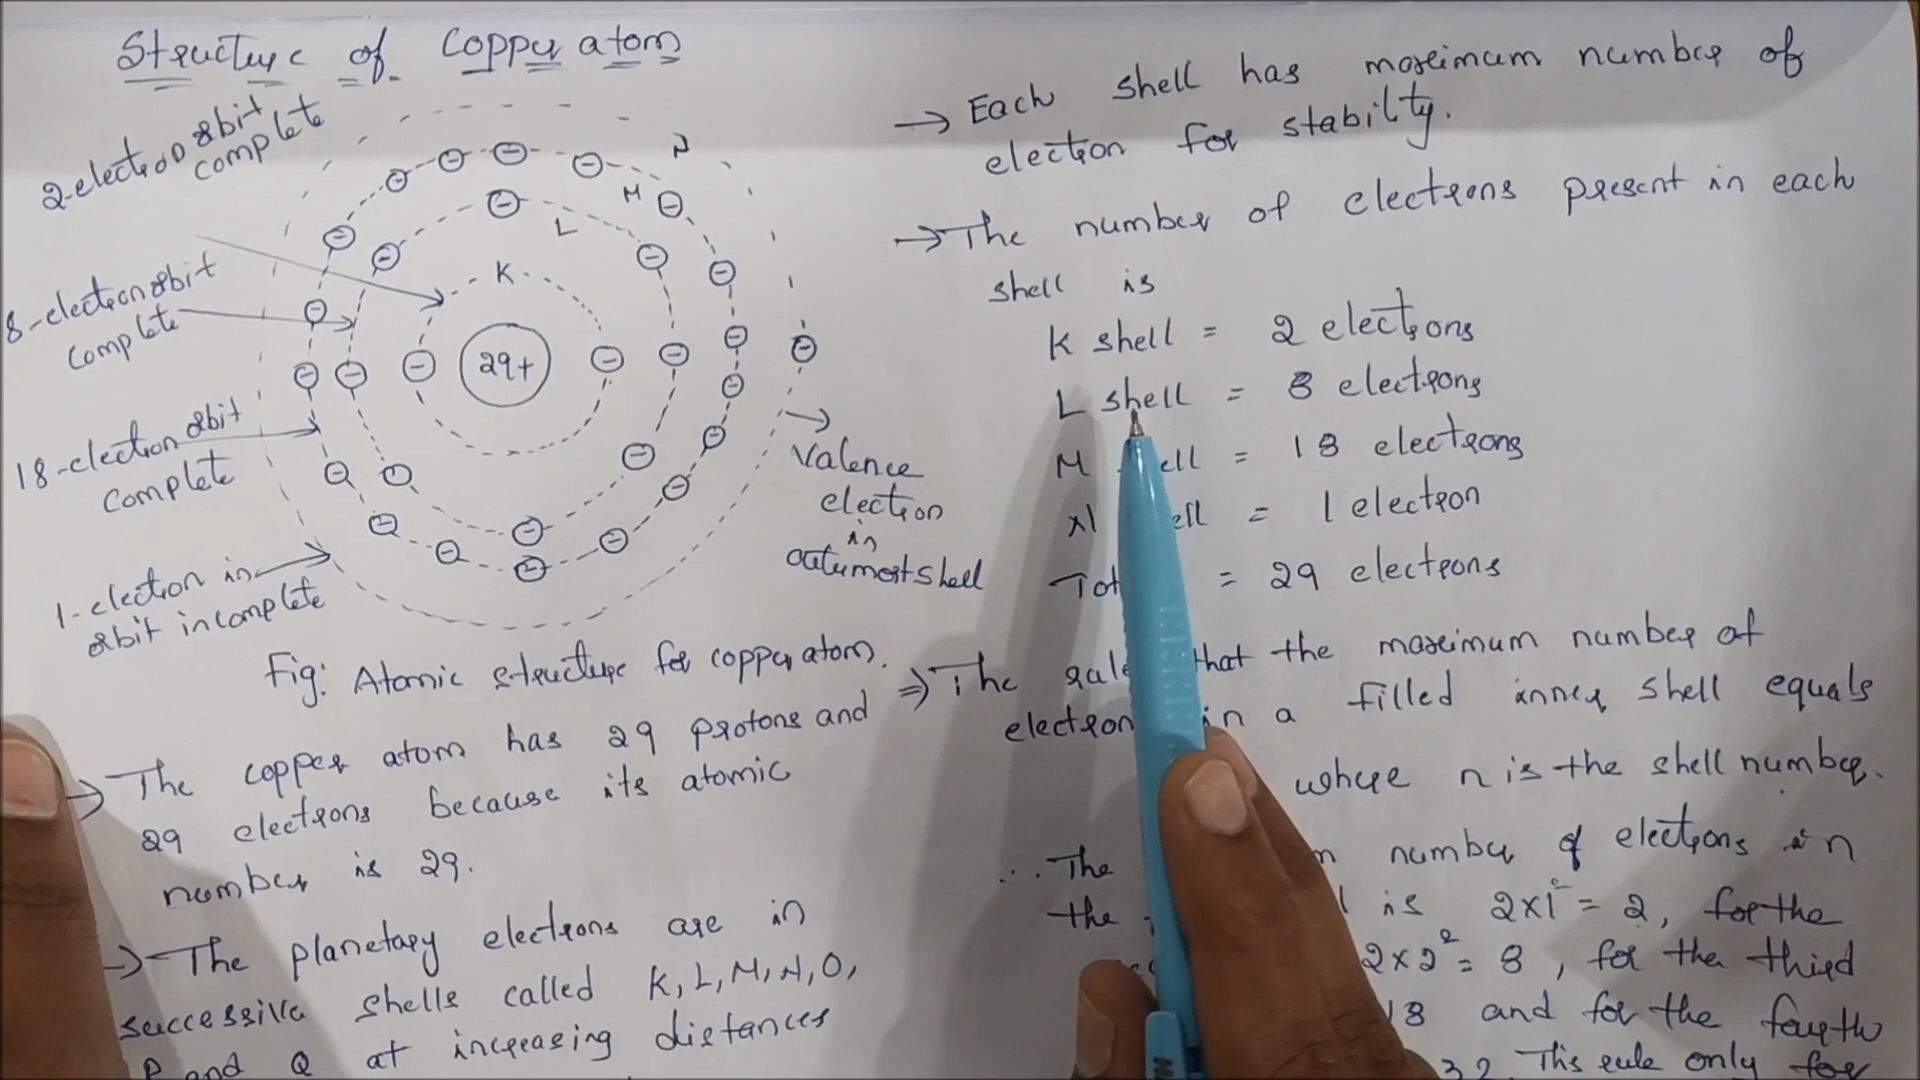 Structure of Copper atom
2-electron orbit
complete
8-electron orbit
complete
18-electron orbit
complete
1-electron in
orbit incomplete
K
L
M
N
29+
Valence
electron
in
outermost shell
Fig: Atomic structure for copper atom.
→ The copper atom has 29 protons and
29 electrons because its atomic
number is 29.
→ The planetary electrons are in
successive shells called K, L, M, N, O,
P and Q at increasing distances
→ Each shell has maximum number of
electron for stability.
→ The number of electrons present in each
shell is
K shell = 2 electrons
L shell = 8 electrons
M ell = 18 electrons
N ell = 1 electron
Tot = 29 electrons
⇒ The rule that the maximum number of
electron in a filled inner shell equals
where n is the shell number.
∴ The number of electrons in
the is 2×1² = 2, for the
2×2² = 8, for the third
18 and for the fourth
32. This rule only for